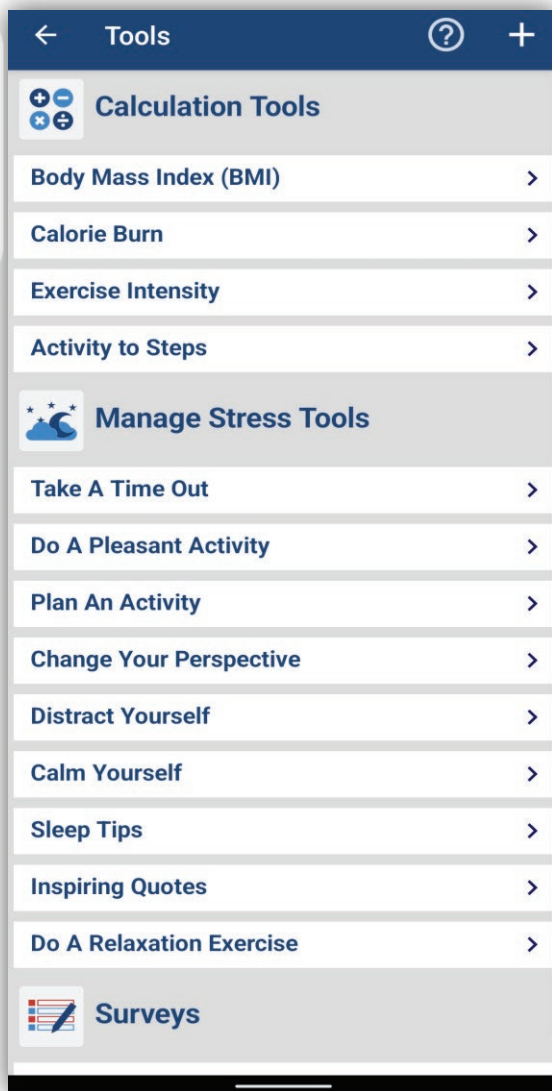 Tools
Calculation Tools
Body Mass Index (BMI)
Calorie Burn
Exercise Intensity
Activity to Steps
Manage Stress Tools
Take A Time Out
Do A Pleasant Activity
Plan An Activity
Change Your Perspective
Distract Yourself
Calm Yourself
Sleep Tips
Inspiring Quotes
Do A Relaxation Exercise
Surveys